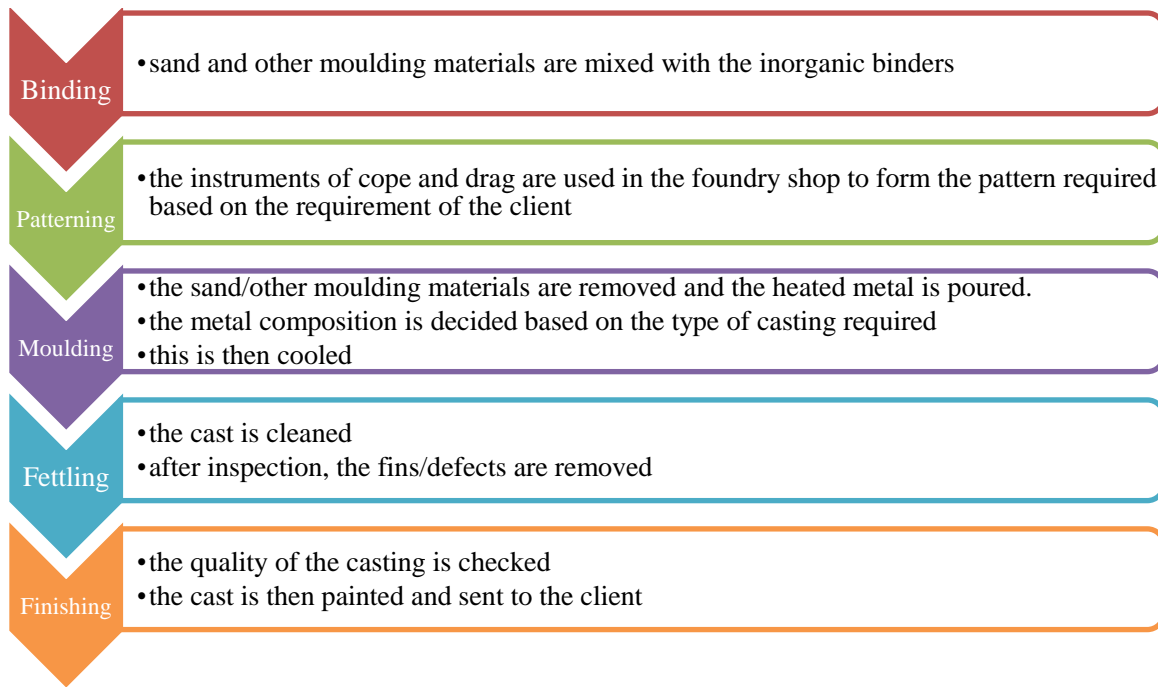 Binding
•sand and other moulding materials are mixed with the inorganic binders
Patterning
•the instruments of cope and drag are used in the foundry shop to form the pattern required
based on the requirement of the client
Moulding
•the sand/other moulding materials are removed and the heated metal is poured.
•the metal composition is decided based on the type of casting required
•this is then cooled
Fettling
•the cast is cleaned
•after inspection, the fins/defects are removed
Finishing
•the quality of the casting is checked
•the cast is then painted and sent to the client